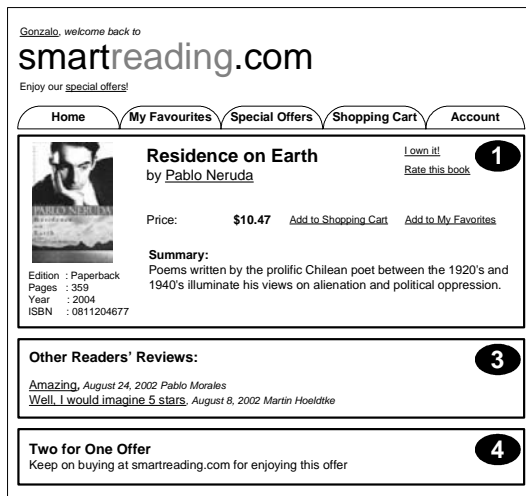 Gonzalo, welcome back to
smartreading.com
Enjoy our special offers!
Home My Favourites Special Offers Shopping Cart Account
Residence on Earth
by Pablo Neruda
I own it!
Rate this book
1
Price: $10.47 Add to Shopping Cart Add to My Favorites
PABLO NERUDA
Residence
on
Earth
Summary:
Poems written by the prolific Chilean poet between the 1920's and
1940's illuminate his views on alienation and political oppression.
Edition : Paperback
Pages : 359
Year : 2004
ISBN : 0811204677
Other Readers' Reviews:
3
Amazing, August 24, 2002 Pablo Morales
Well, I would imagine 5 stars, August 8, 2002 Martin Hoeldtke
Two for One Offer
4
Keep on buying at smartreading.com for enjoying this offer